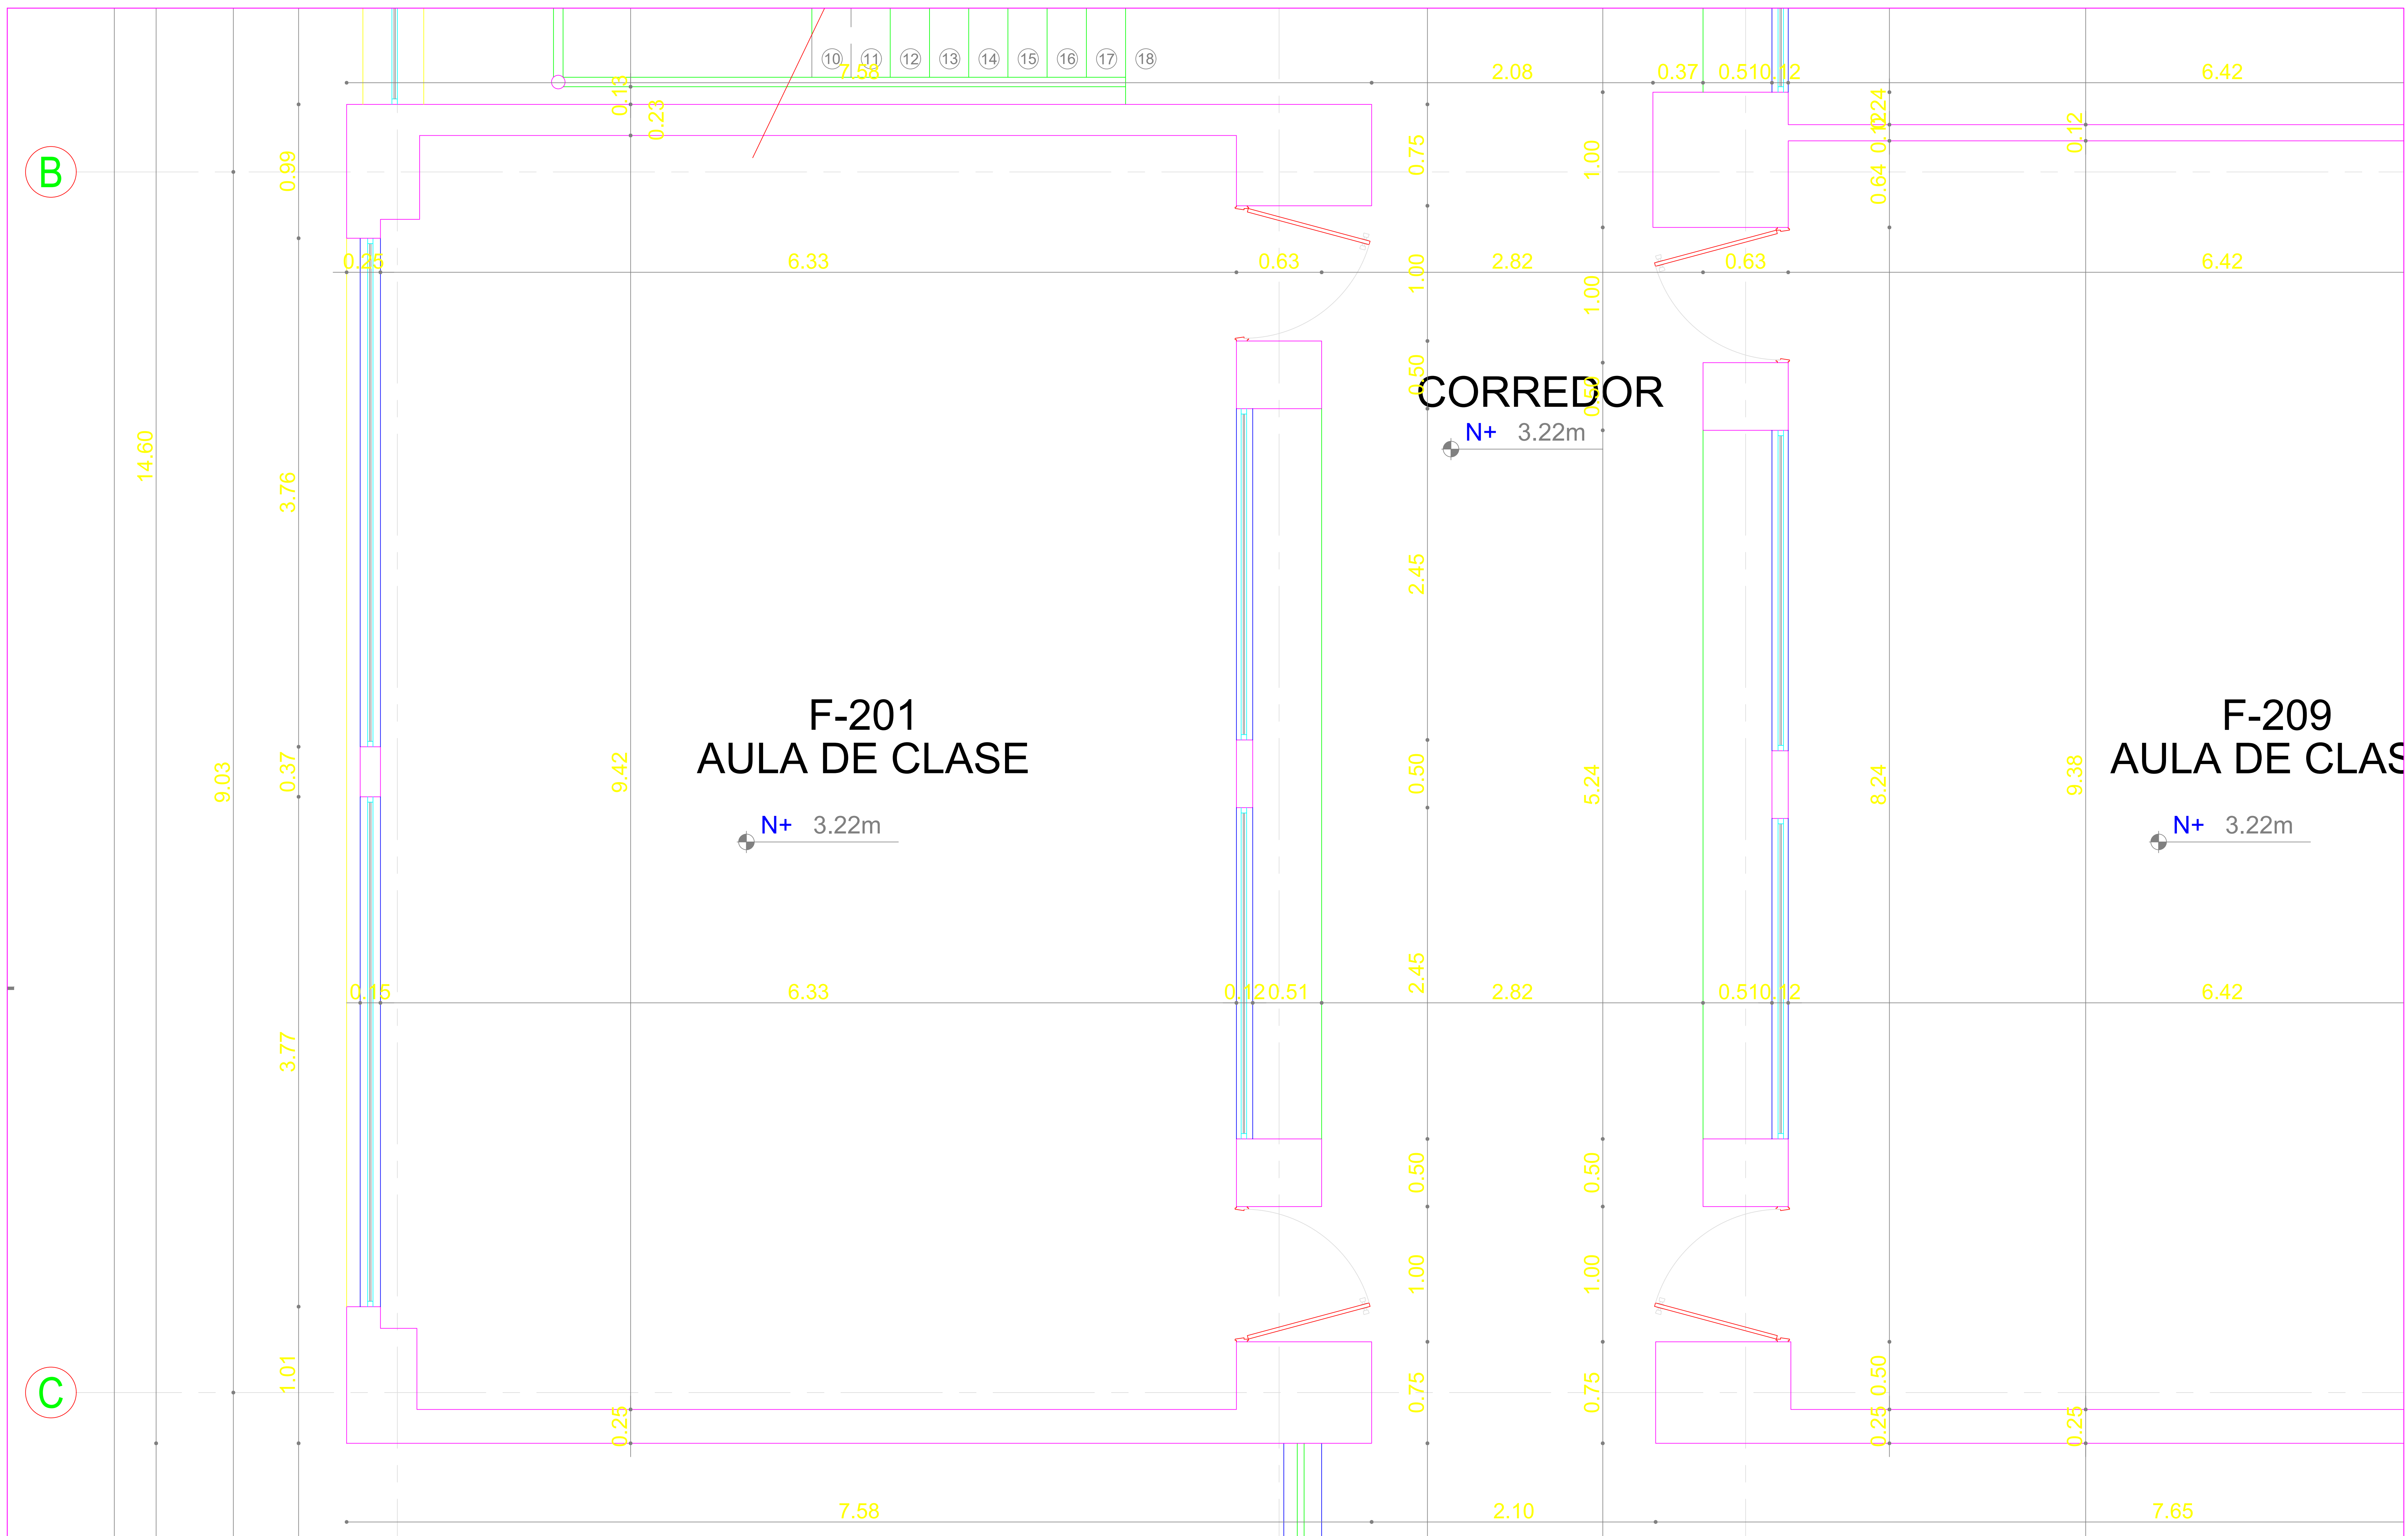 10 11 12 13 14 15 16 17 18
7.58 2.08 0.37 0.51 0.12 6.42
0.13
0.23
0.24
0.12
0.12
B
0.99
0.75
1.00
0.64
0.25 6.33 0.63 2.82 0.63 6.42
1.00
1.00
0.50
0.50
CORREDOR
N+ 3.22m
14.60
3.76
2.45
F-201
AULA DE CLASE
N+ 3.22m
F-209
AULA DE CLAS
N+ 3.22m
9.03
0.37
9.42
0.50
5.24
8.24
9.38
2.45
0.15 6.33 0.12 0.51 2.82 0.51 0.12 6.42
3.77
0.50
0.50
1.00
1.00
C
1.01
0.75
0.75
0.50
0.25
0.25
0.25
7.58 2.10 7.65